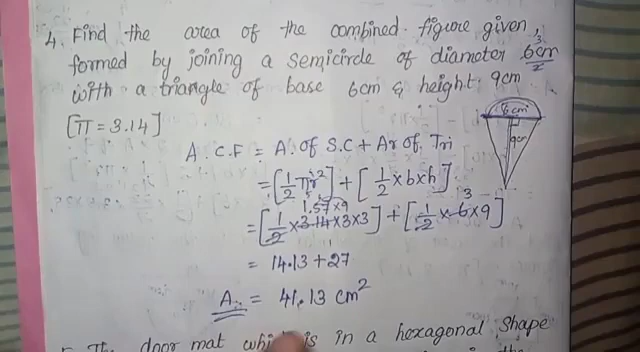 4. Find the area of the combined figure given,
formed by joining a semicircle of diameter 6cm/2 3
with a triangle of base 6cm & height 9cm
[π = 3.14]
6cm
9cm
A.C.F = A. of S.C + Ar of Tri
= [1/2 πr²] + [1/2 × b × h]
1.57 × 9 3
= [1/2 × 3.14 × 3 × 3] + [1/2 × 6 × 9]
= 14.13 + 27
A. = 41.13 cm²
The door mat which is in a hexagonal shape